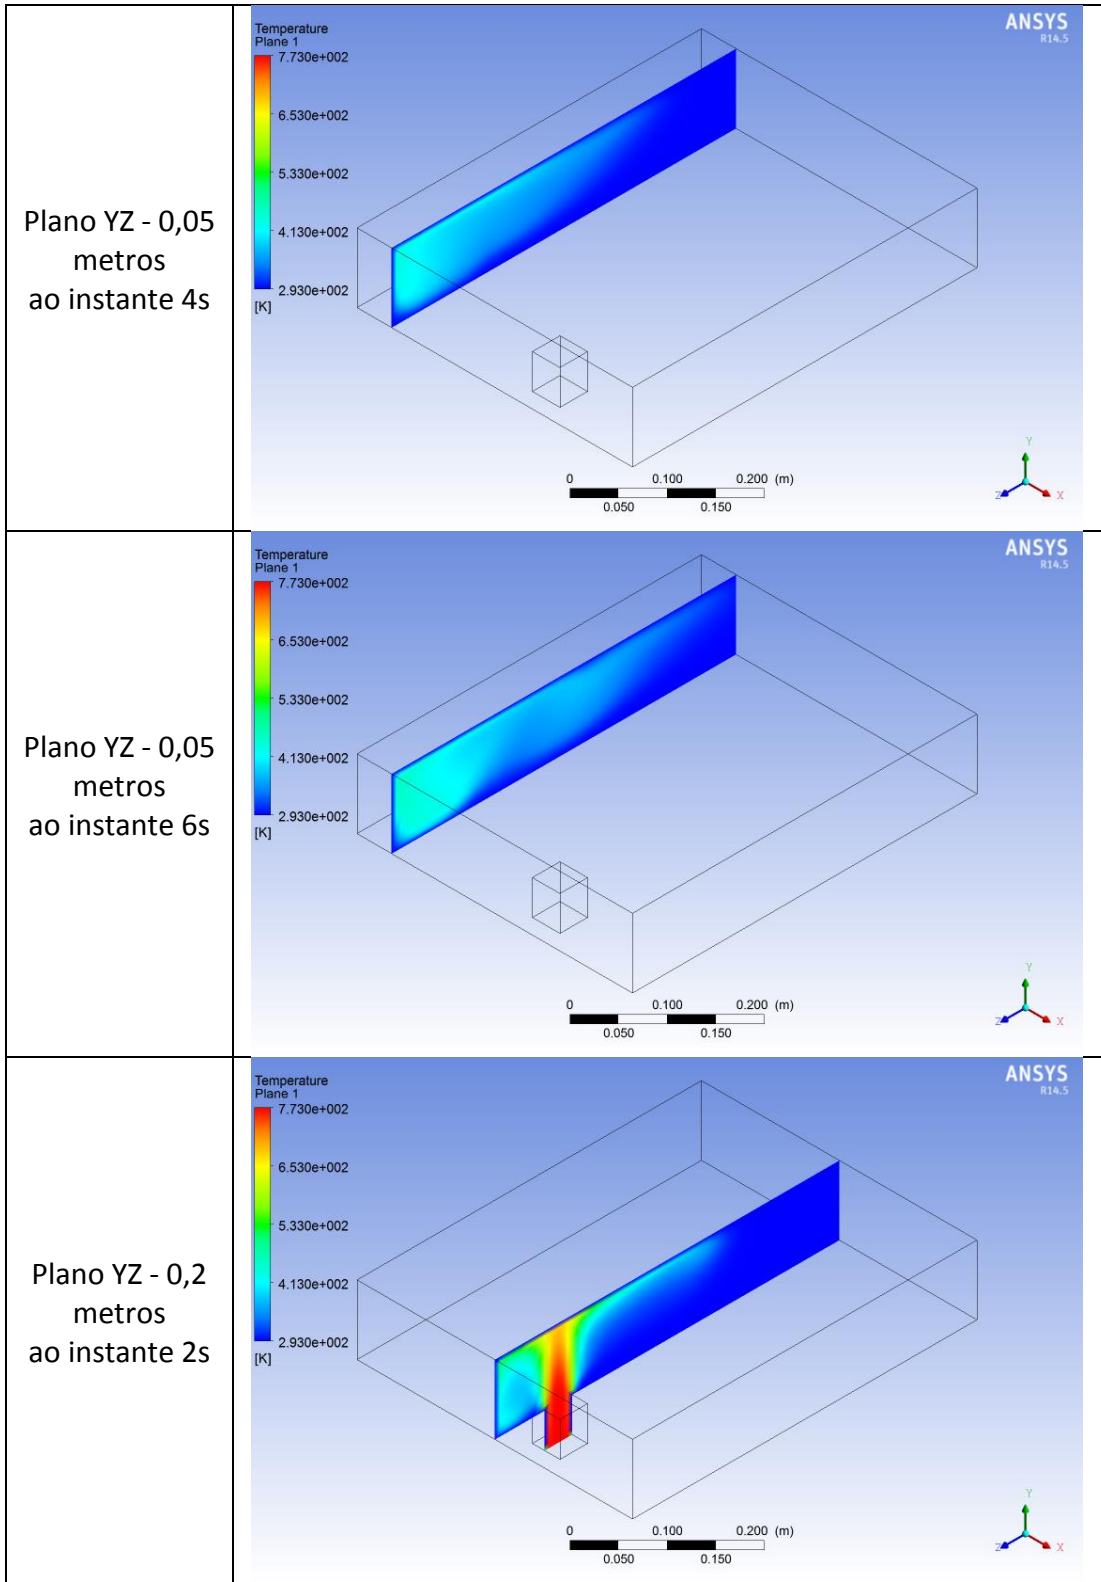 Plano YZ - 0,05
metros
ao instante 4s
Temperature
Plane 1
7.730e+002
6.530e+002
5.330e+002
4.130e+002
2.930e+002
[K]
ANSYS
R14.5
0 0.100 0.200 (m)
0.050 0.150
Y
Z X
Plano YZ - 0,05
metros
ao instante 6s
Temperature
Plane 1
7.730e+002
6.530e+002
5.330e+002
4.130e+002
2.930e+002
[K]
ANSYS
R14.5
0 0.100 0.200 (m)
0.050 0.150
Y
Z X
Plano YZ - 0,2
metros
ao instante 2s
Temperature
Plane 1
7.730e+002
6.530e+002
5.330e+002
4.130e+002
2.930e+002
[K]
ANSYS
R14.5
0 0.100 0.200 (m)
0.050 0.150
Y
Z X